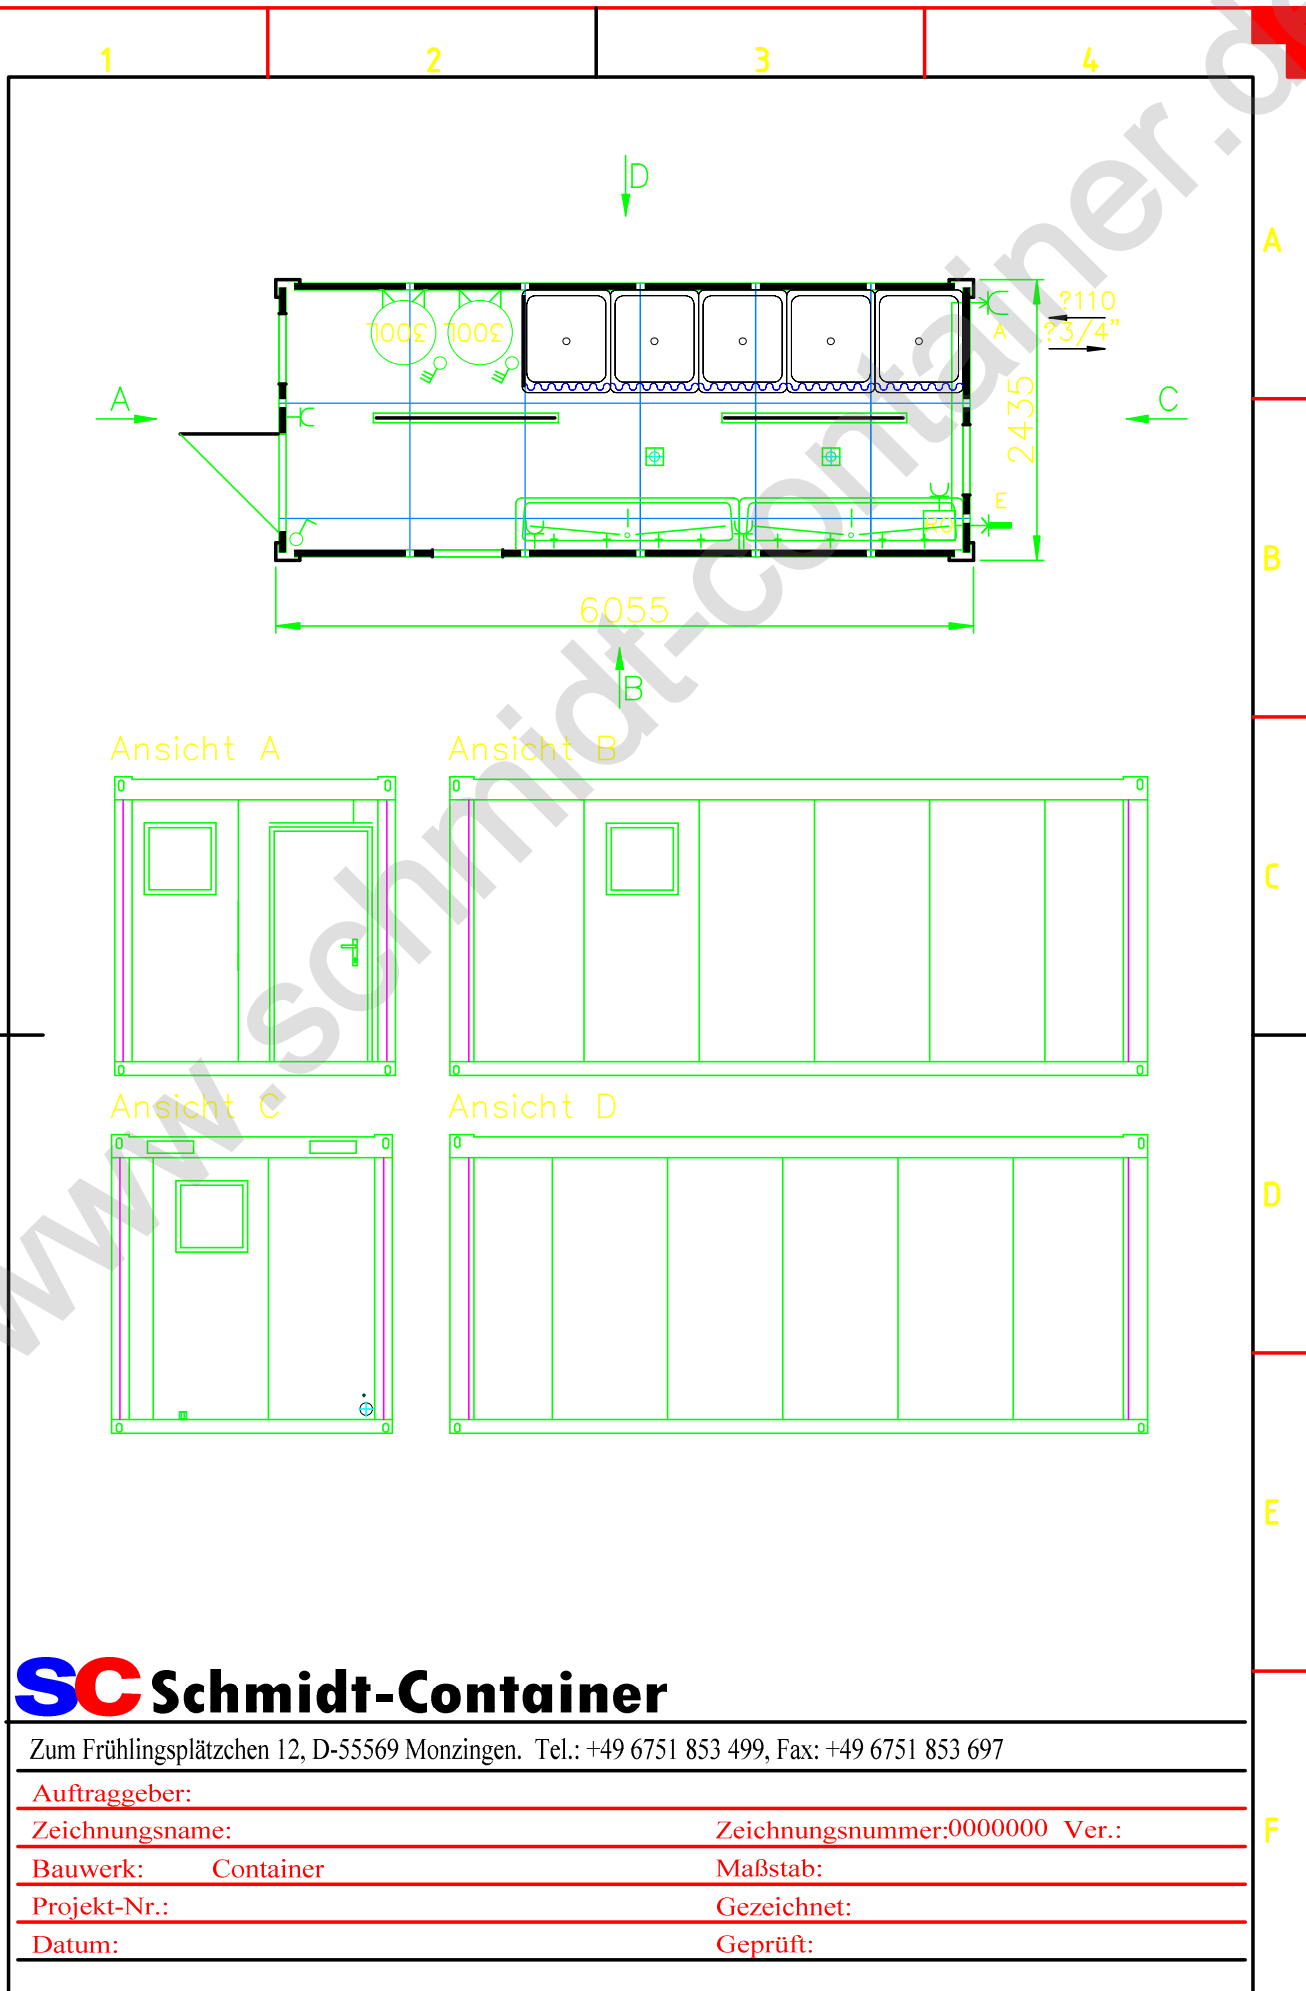 1 2 3 4
D
A
300L 300L
?110
A
?3/4"
A
C
2435
E
RO
B
6055
B
Ansicht A Ansicht B
C
Ansicht C Ansicht D
D
E
www.schmidt-container.d
SC Schmidt-Container
Zum Frühlingsplätzchen 12, D-55569 Monzingen. Tel.: +49 6751 853 499, Fax: +49 6751 853 697
Auftraggeber:
Zeichnungsname: Zeichnungsnummer:0000000 Ver.:
F
Bauwerk: Container Maßstab:
Projekt-Nr.: Gezeichnet:
Datum: Geprüft: